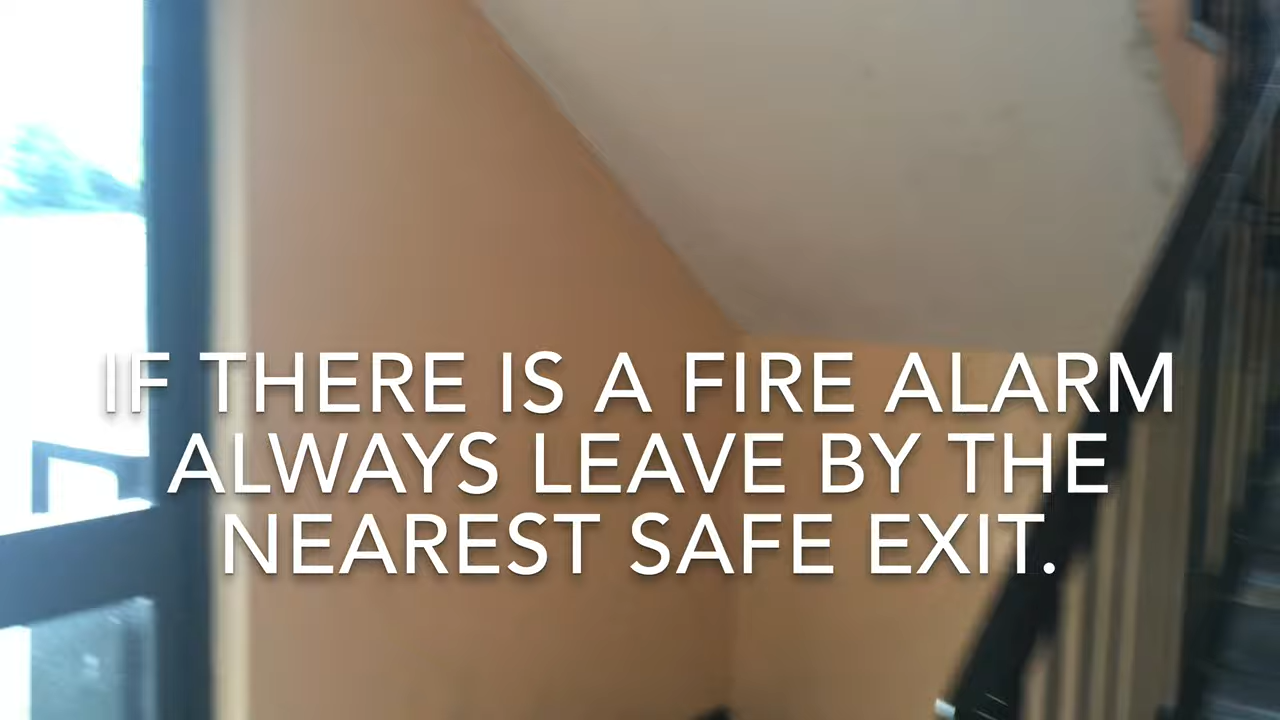 IF THERE IS A FIRE ALARM
ALWAYS LEAVE BY THE
NEAREST SAFE EXIT.